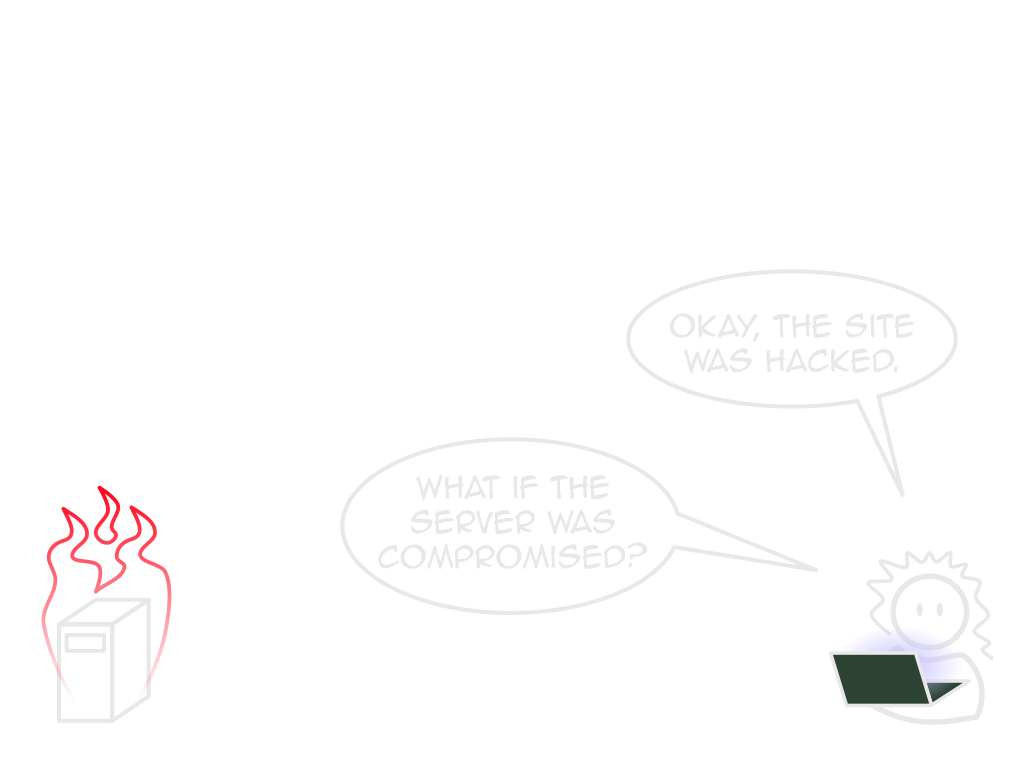 OKAY, THE SITE
WAS HACKED.
WHAT IF THE
SERVER WAS
COMPROMISED?